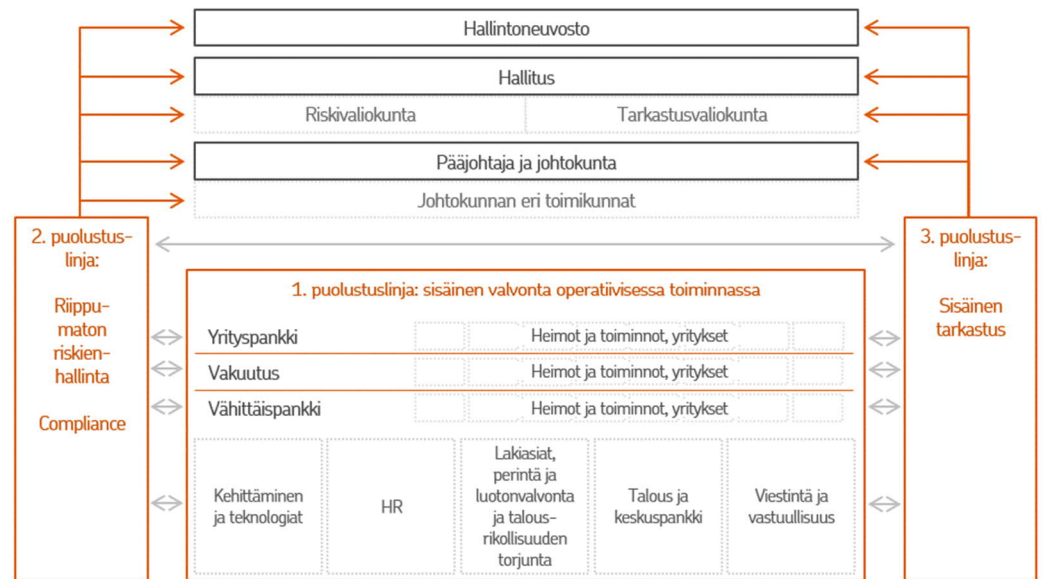 Hallintoneuvosto
Hallitus
Riskivaliokunta
Tarkastusvaliokunta
Pääjohtaja ja johtokunta
Johtokunnan eri toimikunnat
2. puolustus-
linja:
Riippu-
maton
riskien-
hallinta
Compliance
3. puolustus-
linja:
Sisäinen
tarkastus
1. puolustuslinja: sisäinen valvonta operatiivisessa toiminnassa
Yrityspankki
Heimot ja toiminnot, yritykset
Vakuutus
Heimot ja toiminnot, yritykset
Vähittäispankki
Heimot ja toiminnot, yritykset
Kehittäminen
ja teknologiat
HR
Lakiasiat,
perintä ja
luotonvalvonta
ja talous-
rikollisuuden
torjunta
Talous ja
keskuspankki
Viestintä ja
vastuullisuus